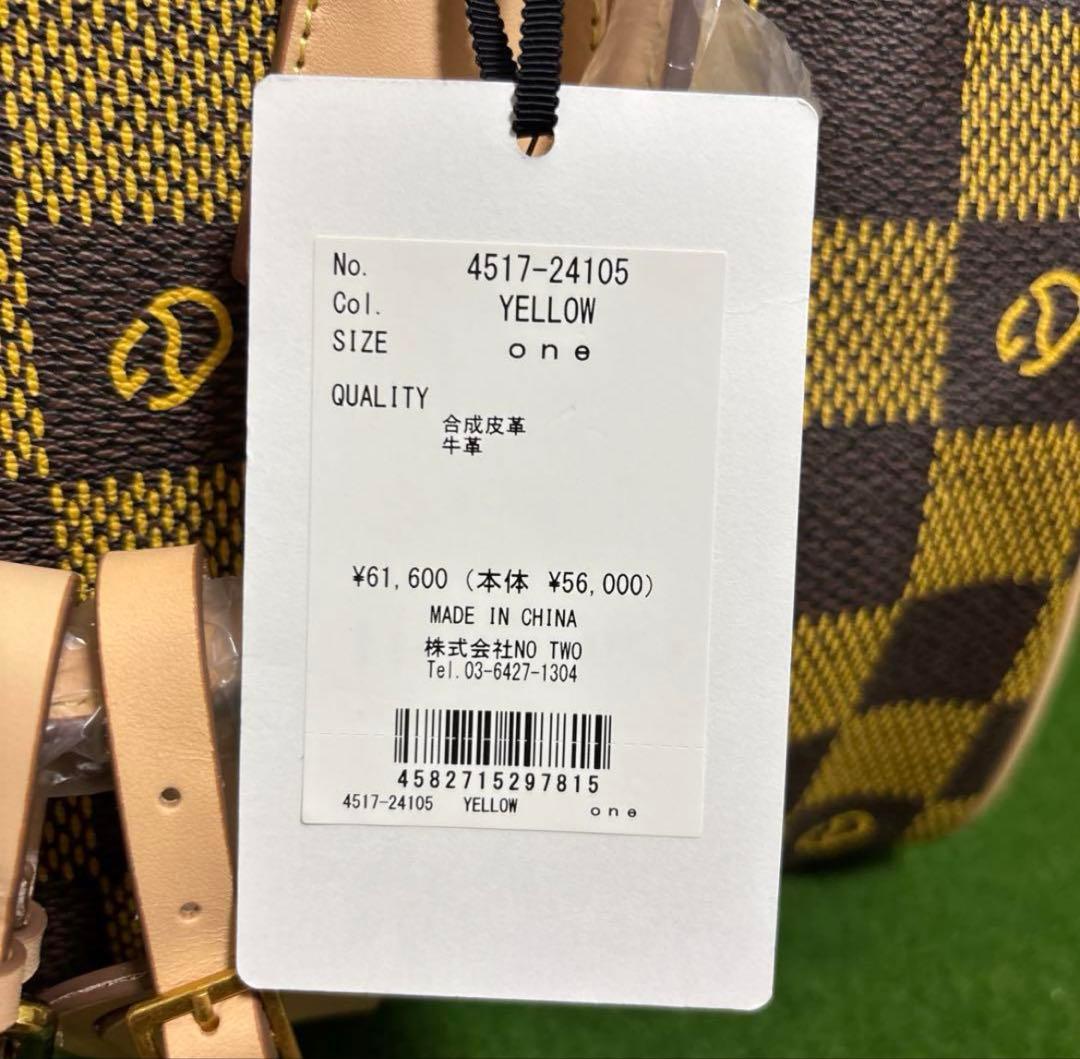 No. 4517-24105
Col. YELLOW
SIZE one
QUALITY
合成皮革
牛革
¥61,600 (本体 ¥56,000)
MADE IN CHINA
株式会社NO TWO
Tel.03-6427-1304
4582715297815
4517-24105 YELLOW one